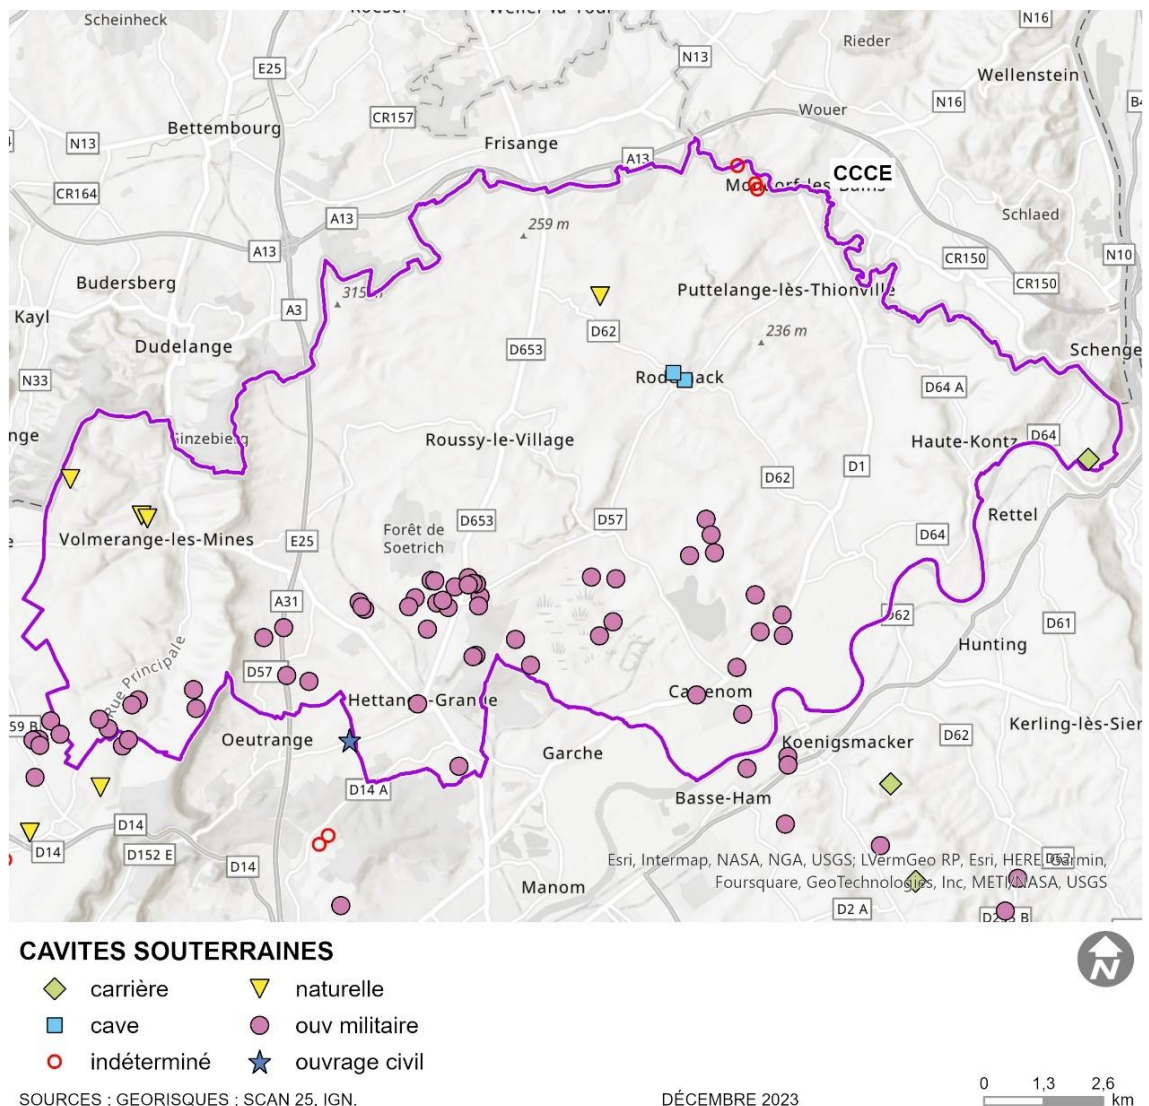 Scheinheck
N16
Rieder
N13
E25
Wellenstein
N16
CR157
Wouer
Bettembourg
N13
Frisange
A13
CCCE
CR164
A13
Schlaed
259 m
A13
CR150
N10
Budersberg
CR150
Puttelange-lès-Thionville
A3
Kayl
D62
236 m
Dudelange
D653
Schenge
N33
D64 A
nge
Roussy-le-Village
Haute-Kontz
D64
D1
D62
Rettel
Forêt de
Soetrich
D653
D57
D64
Volmerange-les-Mines
E25
A31
D62
D61
Hunting
Rue Principale
D57
Hettange-Grande
59 B
Kerling-lès-Sier
Oeutrange
D62
Koenigsmacker
Garche
D14 A
Basse-Ham
D14
D14
D152 E
D14
Esri, Intermap, NASA, NGA, USGS; LVermGeo RP, Esri, HERE, Garmin,
Foursquare, GeoTechnologies, Inc, METI/NASA, USGS
Manom
D2 A
CAVITES SOUTERRAINES
carrière
naturelle
cave
ouv militaire
indéterminé
ouvrage civil
N
0 1,3 2,6
km
SOURCES : GEORISQUES : SCAN 25. IGN.
DÉCEMBRE 2023